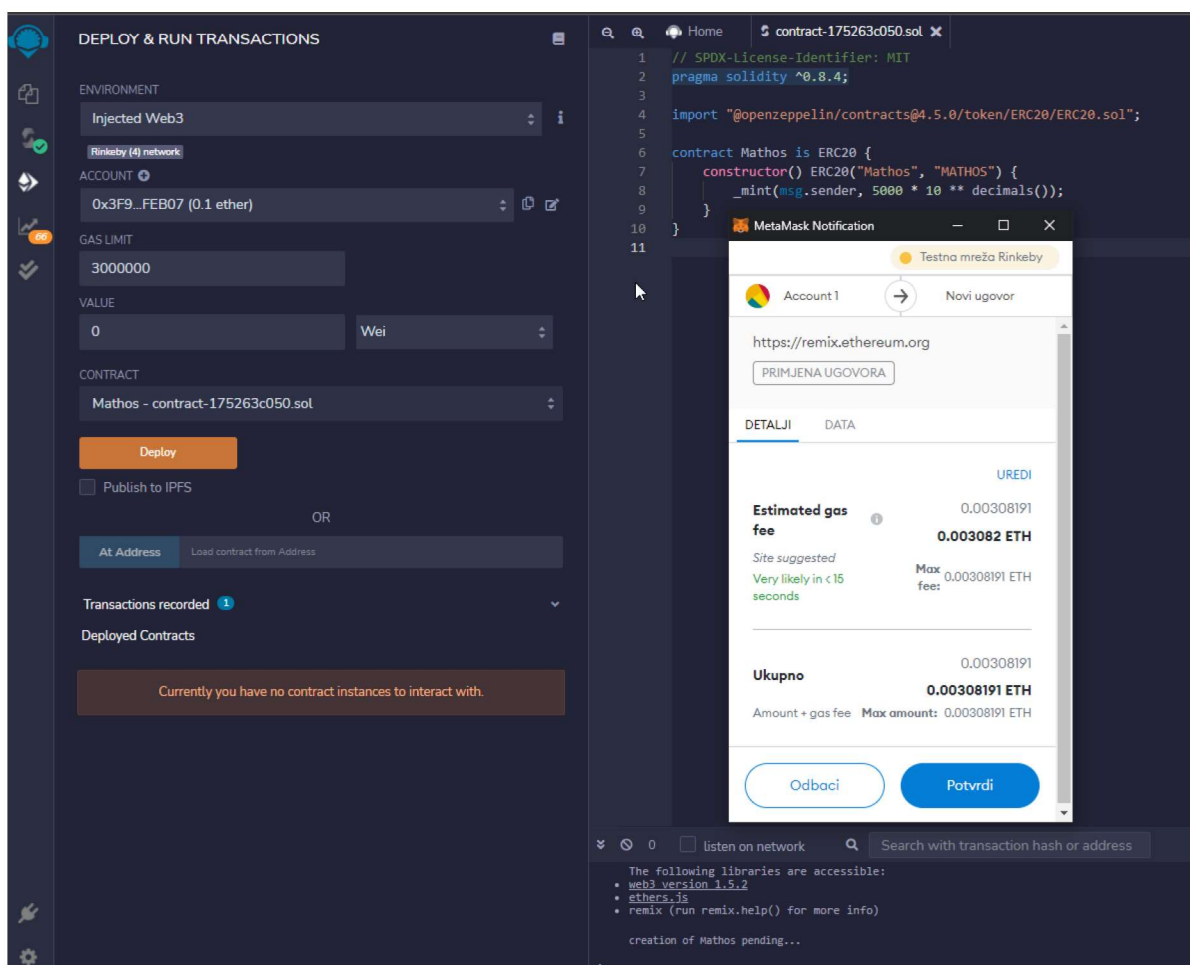 DEPLOY & RUN TRANSACTIONS
ENVIRONMENT
Injected Web3
Rinkeby (4) network
ACCOUNT
0x3F9...FEB07 (0.1 ether)
GAS LIMIT
3000000
VALUE
0
Wei
CONTRACT
Mathos - contract-175263c050.sol
Deploy
Publish to IPFS
OR
At Address
Load contract from Address
Transactions recorded 1
Deployed Contracts
Currently you have no contract instances to interact with.
66
Home
contract-175263c050.sol
1 // SPDX-License-Identifier: MIT
2 pragma solidity ^0.8.4;
3
4 import "@openzeppelin/contracts@4.5.0/token/ERC20/ERC20.sol";
5
6 contract Mathos is ERC20 {
7 constructor() ERC20("Mathos", "MATHOS") {
8 _mint(msg.sender, 5000 * 10 ** decimals());
9 }
10 }
11
MetaMask Notification
Testna mreža Rinkeby
Account 1
Novi ugovor
https://remix.ethereum.org
PRIMJENA UGOVORA
DETALJI
DATA
UREDI
Estimated gas fee
0.00308191
0.003082 ETH
Site suggested
Very likely in < 15 seconds
Max fee: 0.00308191 ETH
Ukupno
0.00308191
0.00308191 ETH
Amount + gas fee Max amount: 0.00308191 ETH
Odbaci
Potvrdi
0
listen on network
Search with transaction hash or address
The following libraries are accessible:
• web3 version 1.5.2
• ethers.js
• remix (run remix.help() for more info)
creation of Mathos pending...